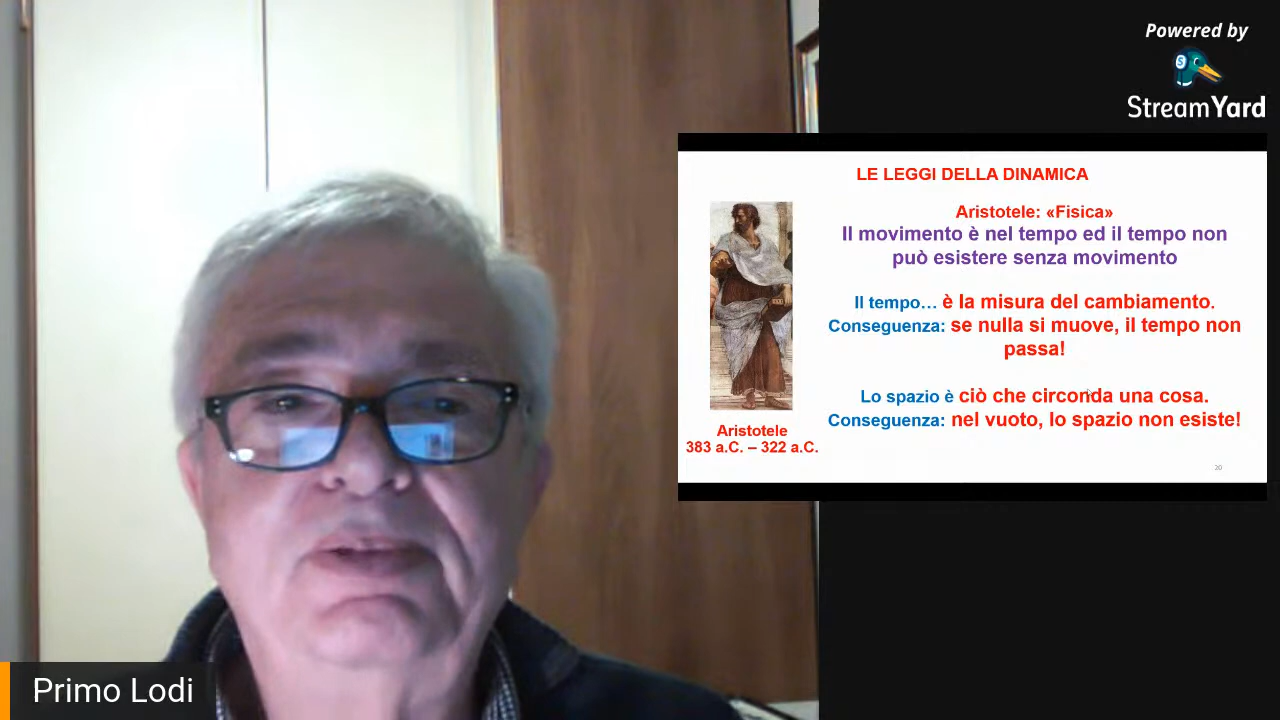 Powered by
StreamYard
LE LEGGI DELLA DINAMICA
Aristotele: «Fisica»
Il movimento è nel tempo ed il tempo non
può esistere senza movimento
Il tempo... è la misura del cambiamento.
Conseguenza: se nulla si muove, il tempo non
passa!
Lo spazio è ciò che circonda una cosa.
Conseguenza: nel vuoto, lo spazio non esiste!
Aristotele
383 a.C. – 322 a.C.
20
Primo Lodi